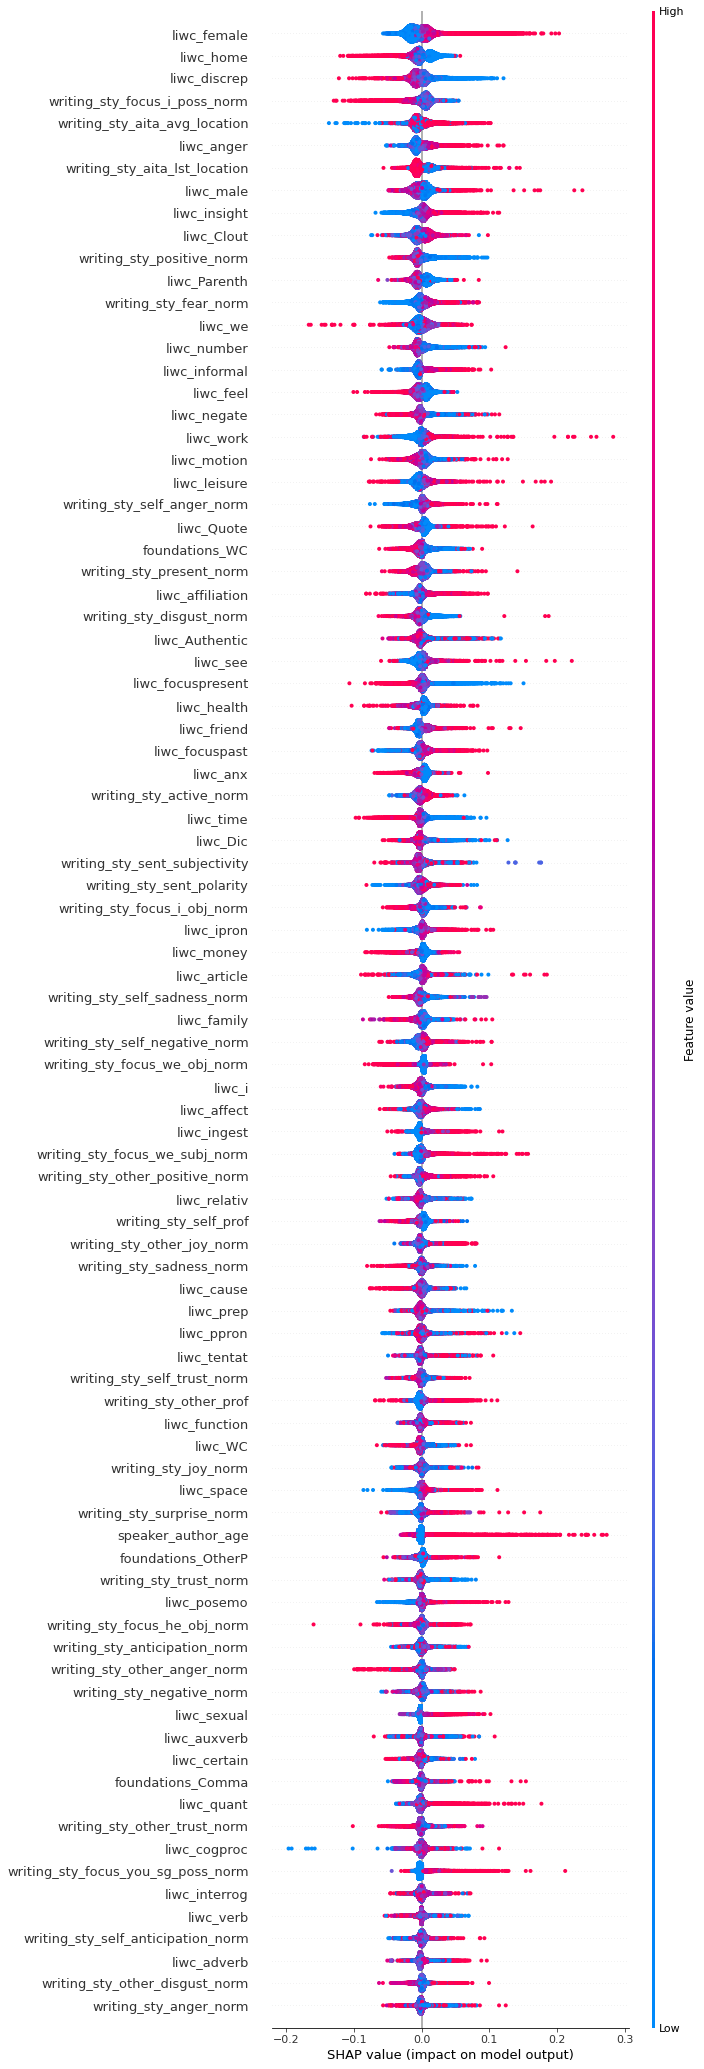 High
liwc_female
liwc_home
liwc_discrep
writing_sty_focus_i_poss_norm
writing_sty_aita_avg_location
liwc_anger
writing_sty_aita_lst_location
liwc_male
liwc_insight
liwc_Clout
writing_sty_positive_norm
liwc_Parenth
writing_sty_fear_norm
liwc_we
liwc_number
liwc_informal
liwc_feel
liwc_negate
liwc_work
liwc_motion
liwc_leisure
writing_sty_self_anger_norm
liwc_Quote
foundations_WC
writing_sty_present_norm
liwc_affiliation
writing_sty_disgust_norm
liwc_Authentic
liwc_see
liwc_focuspresent
liwc_health
liwc_friend
liwc_focuspast
liwc_anx
writing_sty_active_norm
liwc_time
liwc_Dic
writing_sty_sent_subjectivity
writing_sty_sent_polarity
writing_sty_focus_i_obj_norm
liwc_ipron
liwc_money
liwc_article
writing_sty_self_sadness_norm
liwc_family
writing_sty_self_negative_norm
writing_sty_focus_we_obj_norm
liwc_i
liwc_affect
liwc_ingest
writing_sty_focus_we_subj_norm
writing_sty_other_positive_norm
liwc_relativ
writing_sty_self_prof
writing_sty_other_joy_norm
writing_sty_sadness_norm
liwc_cause
liwc_prep
liwc_ppron
liwc_tentat
writing_sty_self_trust_norm
writing_sty_other_prof
liwc_function
liwc_WC
writing_sty_joy_norm
liwc_space
writing_sty_surprise_norm
speaker_author_age
foundations_OtherP
writing_sty_trust_norm
liwc_posemo
writing_sty_focus_he_obj_norm
writing_sty_anticipation_norm
writing_sty_other_anger_norm
writing_sty_negative_norm
liwc_sexual
liwc_auxverb
liwc_certain
foundations_Comma
liwc_quant
writing_sty_other_trust_norm
liwc_cogproc
writing_sty_focus_you_sg_poss_norm
liwc_interrog
liwc_verb
writing_sty_self_anticipation_norm
liwc_adverb
writing_sty_other_disgust_norm
writing_sty_anger_norm
Feature value
Low
−0.2 −0.1 0.0 0.1 0.2 0.3
SHAP value (impact on model output)